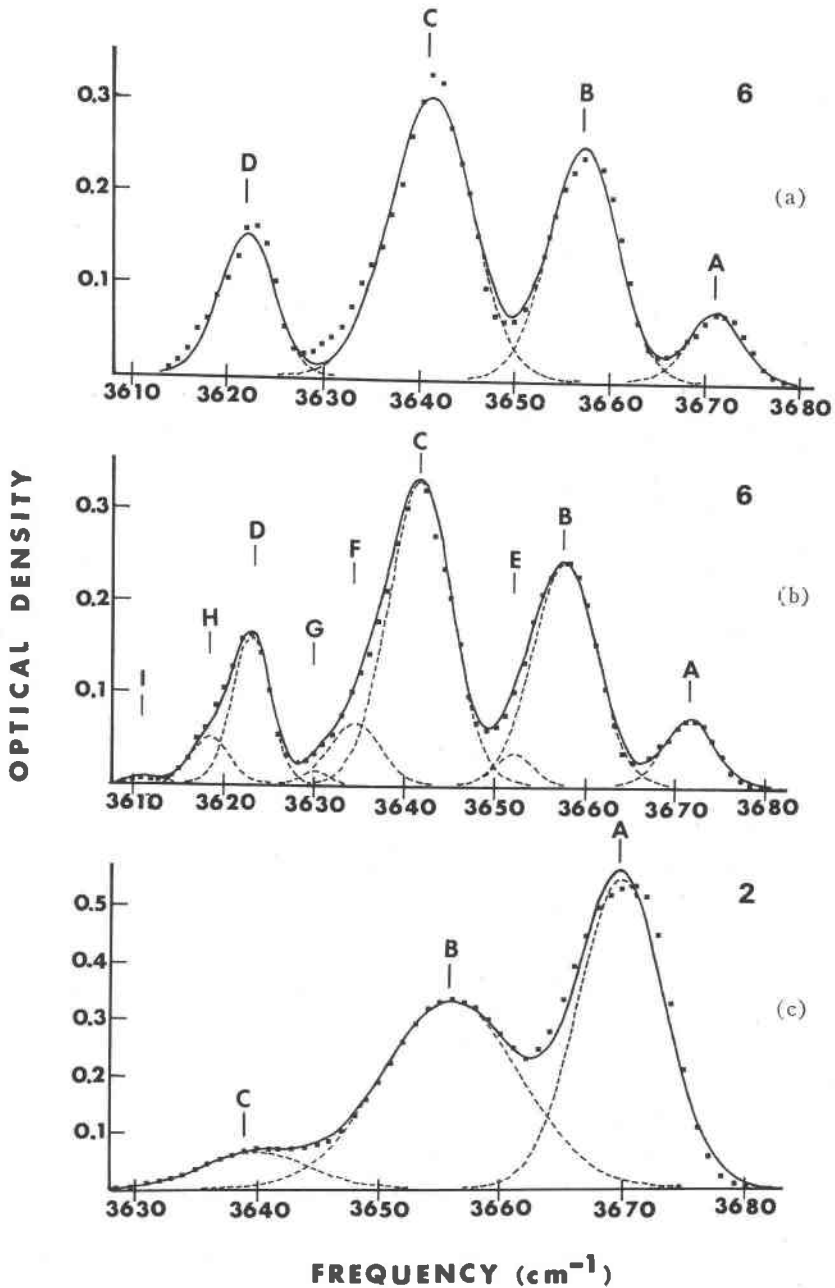 C
0.3
B
6
D
0.2
(a)
A
0.1
3610 3620 3630 3640 3650 3660 3670 3680
C
0.3
6
B
D
F
E
0.2
(b)
H
G
A
I
0.1
3611 3620 3630 3640 3650 3660 3670 3680
A
2
0.5
B
0.4
(c)
0.3
0.2
C
0.1
3630 3640 3650 3660 3670 3680
OPTICAL DENSITY
FREQUENCY (cm⁻¹)